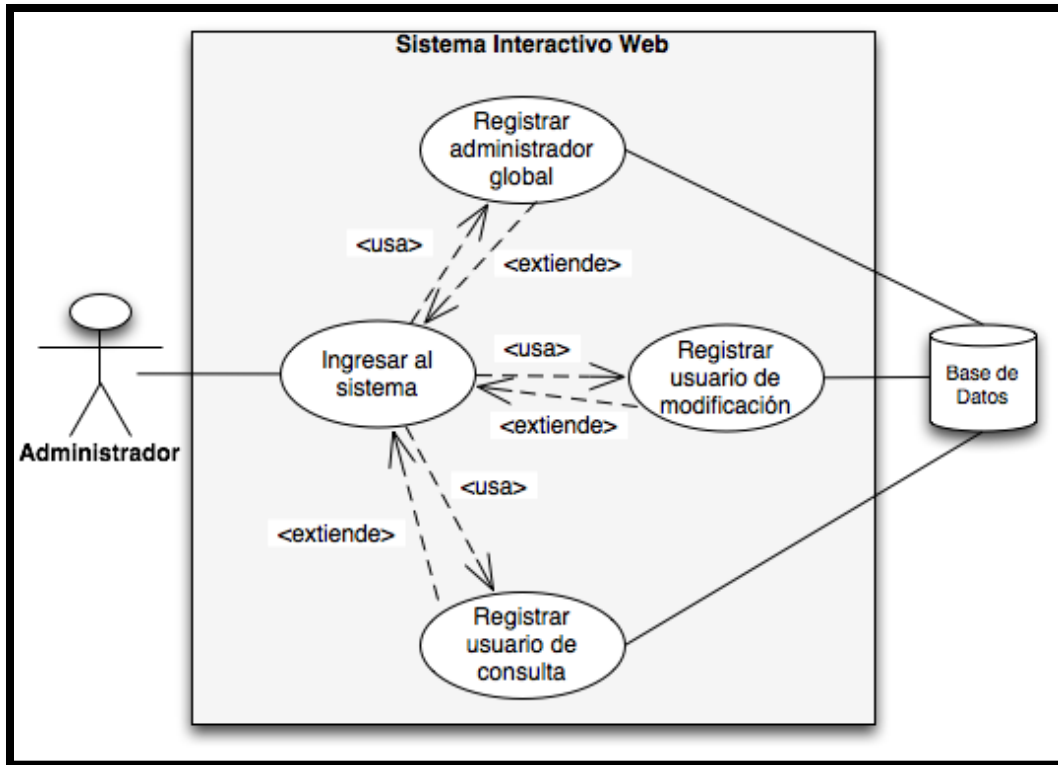 Sistema Interactivo Web
Registrar
administrador
global
<usa>
<extiende>
Ingresar al
sistema
<usa>
Registrar
usuario de
modificación
<extiende>
Base de
Datos
Administrador
<usa>
<extiende>
Registrar
usuario de
consulta